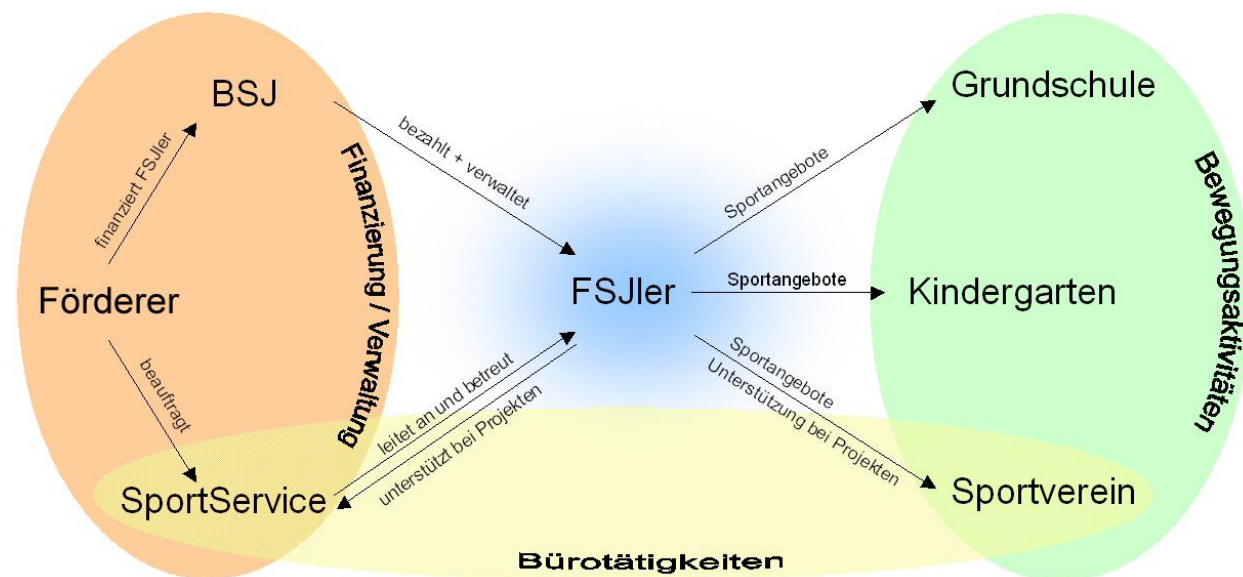 BSJ
Grundschule
finanziert FSJler
bezahlt + verwaltet
Sportangebote
Finanzierung / Verwaltung
Bewegungsaktivitäten
Förderer
FSJler
Sportangebote
Kindergarten
beauftragt
leitet an und betreut
unterstützt bei Projekten
Sportangebote
Unterstützung bei Projekten
SportService
Sportverein
Bürotätigkeiten